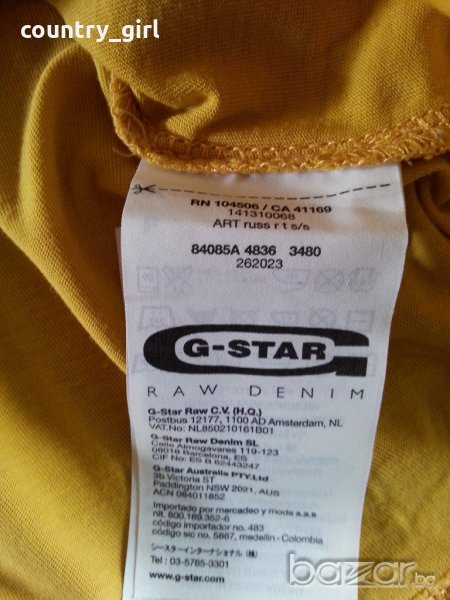 country_girl
RN 104506 / CA 41169
141310068
ART russ r t s/s
84085A 4836 3480
262023
G-STAR
RAW DENIM
G-Star Raw C.V. (H.Q.)
Postbus 12177, 1100 AD Amsterdam, NL
VAT.No: NL850210161B01
G-Star Raw Denim SL
Calle Almogavares 119-123
08018 Barcelona, ES
CIF No: ES B 62443247
G-Star Australia PTY.Ltd
3b Victoria ST
Paddington NSW 2021, AUS
ACN 084011852
Importado por mercadeo y moda s.a.s
nit. 800.169.352-6
código importador no. 483
código sic no. 5887, medellin - Colombia
ジースターインターナショナル (株)
TEL : 03-5765-3301
www.g-star.com
bazar.bg